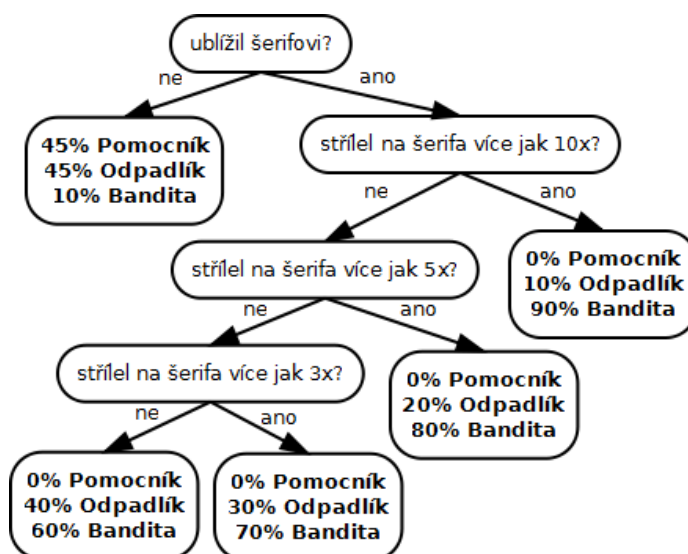 ublížil šerifovi?
ne
ano
45% Pomocník
45% Odpadlík
10% Bandita
střílel na šerifa více jak 10x?
ne
ano
střílel na šerifa více jak 5x?
0% Pomocník
10% Odpadlík
90% Bandita
ne
ano
střílel na šerifa více jak 3x?
0% Pomocník
20% Odpadlík
80% Bandita
ne
ano
0% Pomocník
40% Odpadlík
60% Bandita
0% Pomocník
30% Odpadlík
70% Bandita